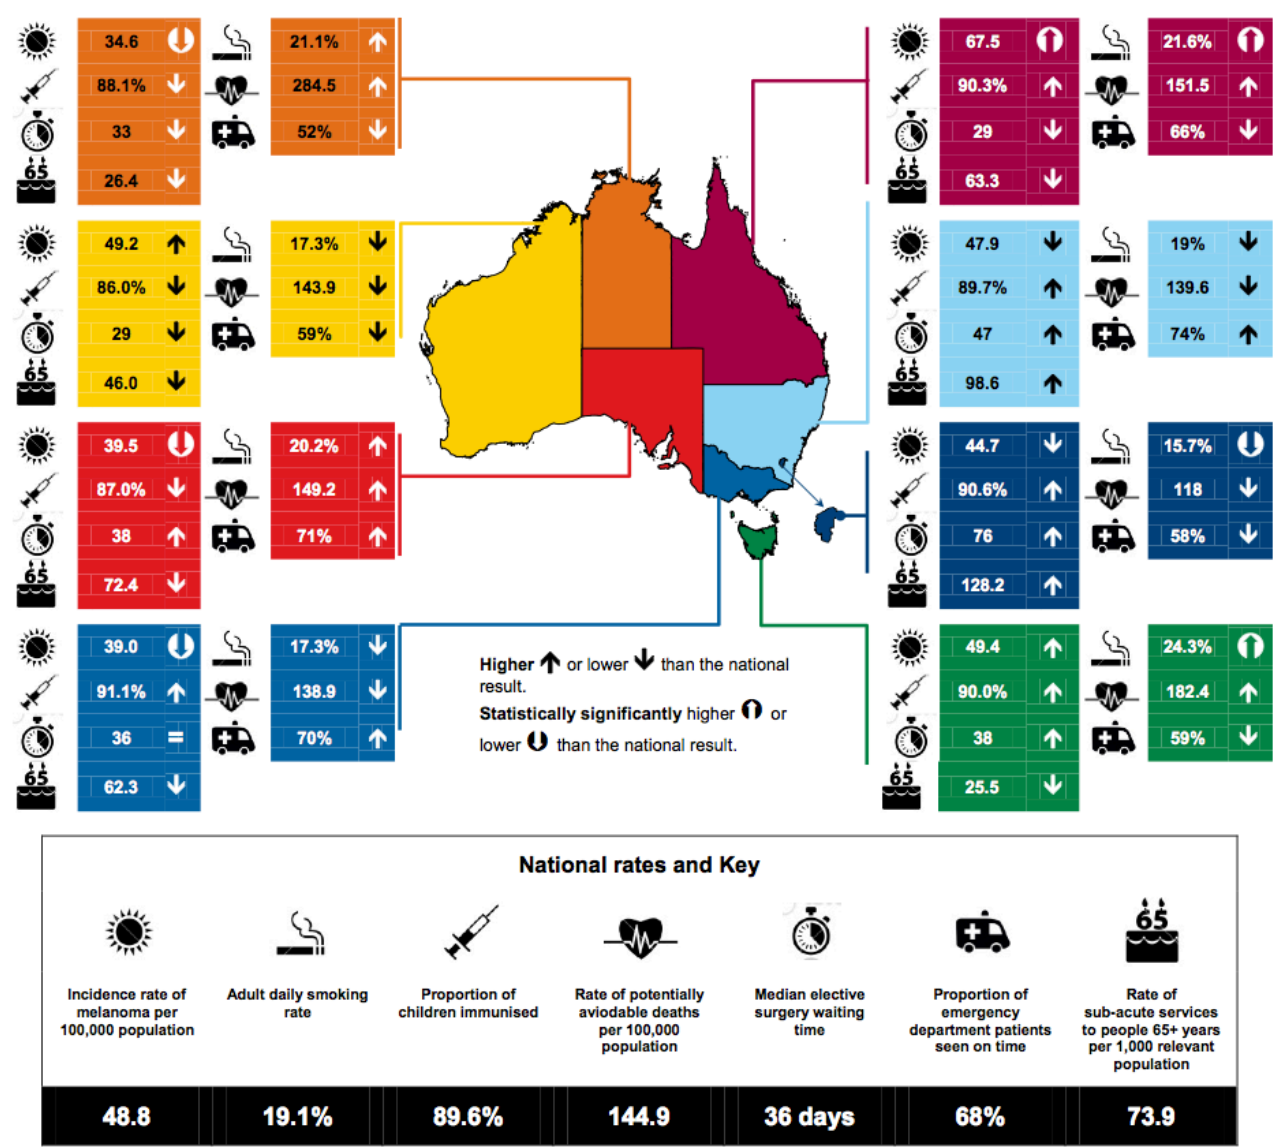 34.6 21.1%
88.1% 284.5
33 52%
65 26.4
67.5 21.6%
90.3% 151.5
29 66%
65 63.3
49.2 17.3%
86.0% 143.9
29 59%
65 46.0
47.9 19%
89.7% 139.6
47 74%
65 98.6
39.5 20.2%
87.0% 149.2
38 71%
65 72.4
44.7 15.7%
90.6% 118
76 58%
65 128.2
39.0 17.3%
91.1% 138.9
36 = 70%
65 62.3
49.4 24.3%
90.0% 182.4
38 59%
65 25.5
Higher ↑ or lower ↓ than the national
result.
Statistically significantly higher ↑ or
lower ↓ than the national result.
National rates and Key
65
Incidence rate of
melanoma per
100,000 population
Adult daily smoking
rate
Proportion of
children immunised
Rate of potentially
aviodable deaths
per 100,000
population
Median elective
surgery waiting
time
Proportion of
emergency
department patients
seen on time
Rate of
sub-acute services
to people 65+ years
per 1,000 relevant
population
48.8 19.1% 89.6% 144.9 36 days 68% 73.9